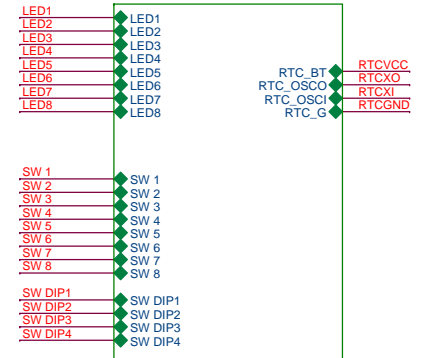 LED1 LED1
LED2 LED2
LED3 LED3
LED4 LED4
LED5 LED5 RTC_BT RTCVCC
LED6 LED6 RTC_OSCO RTCXO
LED7 LED7 RTC_OSCI RTCXI
LED8 LED8 RTC_G RTCGND
SW 1 SW 1
SW 2 SW 2
SW 3 SW 3
SW 4 SW 4
SW 5 SW 5
SW 6 SW 6
SW 7 SW 7
SW 8 SW 8
SW DIP1 SW DIP1
SW DIP2 SW DIP2
SW DIP3 SW DIP3
SW DIP4 SW DIP4